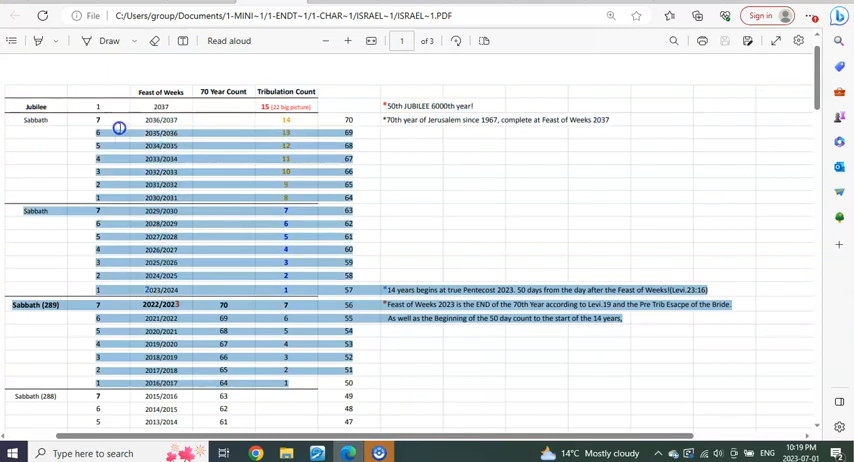 File | C:/Users/group/Documents/1-MINI~1/1-ENDT~1/1-CHAR~1/ISRAEL~1/ISRAEL~1.PDF Sign in
Draw Read aloud 1 of 3
Feast of Weeks 70 Year Count Tribulation Count
Jubilee 1 2037 15 (22 big picture) *50th JUBILEE 6000th year!
Sabbath 7 2036/2037 14 70 *70th year of Jerusalem since 1967, complete at Feast of Weeks 2037
6 2035/2036 13 69
5 2034/2035 12 68
4 2033/2034 11 67
3 2032/2033 10 66
2 2031/2032 9 65
1 2030/2031 8 64
Sabbath 7 2029/2030 7 63
6 2028/2029 6 62
5 2027/2028 5 61
4 2026/2027 4 60
3 2025/2026 3 59
2 2024/2025 2 58
1 2023/2024 1 57 *14 years begins at true Pentecost 2023. 50 days from the day after the Feast of Weeks!(Levi.23:16)
Sabbath (289) 7 2022/2023 70 7 56 *Feast of Weeks 2023 is the END of the 70th Year according to Levi.19 and the Pre Trib Esacpe of the Bride.
6 2021/2022 69 6 55 As well as the Beginning of the 50 day count to the start of the 14 years,
5 2020/2021 68 5 54
4 2019/2020 67 4 53
3 2018/2019 66 3 52
2 2017/2018 65 2 51
1 2016/2017 64 1 50
Sabbath (288) 7 2015/2016 63 49
6 2014/2015 62 48
5 2013/2014 61 47
Type here to search 14°C Mostly cloudy ENG 10:19 PM
2023-07-01